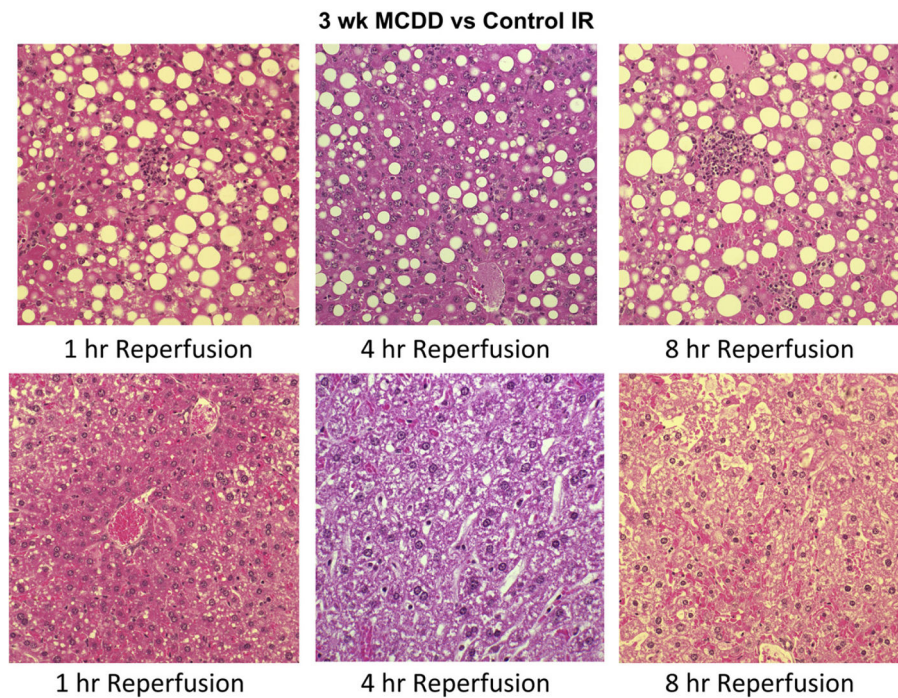 3 wk MCDD vs Control IR
1 hr Reperfusion
4 hr Reperfusion
8 hr Reperfusion
1 hr Reperfusion
4 hr Reperfusion
8 hr Reperfusion